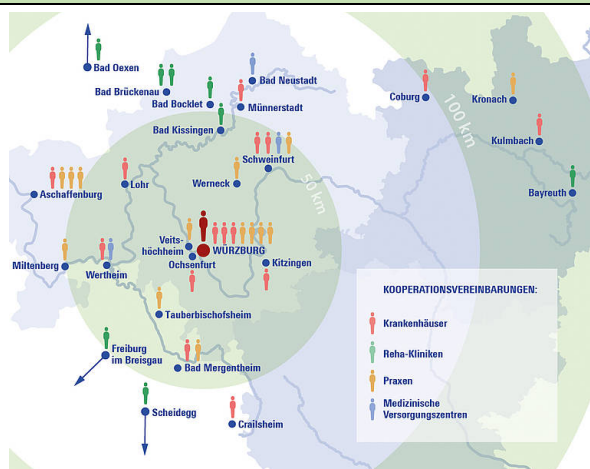 Bad Oexen
Bad Neustadt
Bad Brückenau
Bad Bocklet
Münnerstadt
Coburg
Kronach
100 km
Bad Kissingen
Kulmbach
Schweinfurt
Lohr
Werneck
50 km
Aschaffenburg
Bayreuth
Veits-
höchheim
WÜRZBURG
Ochsenfurt
Kitzingen
Miltenberg
Wertheim
KOOPERATIONSVEREINBARUNGEN:
Krankenhäuser
Reha-Kliniken
Praxen
Medizinische
Versorgungszentren
Tauberbischofsheim
Freiburg
im Breisgau
Bad Mergentheim
Scheidegg
Crailsheim